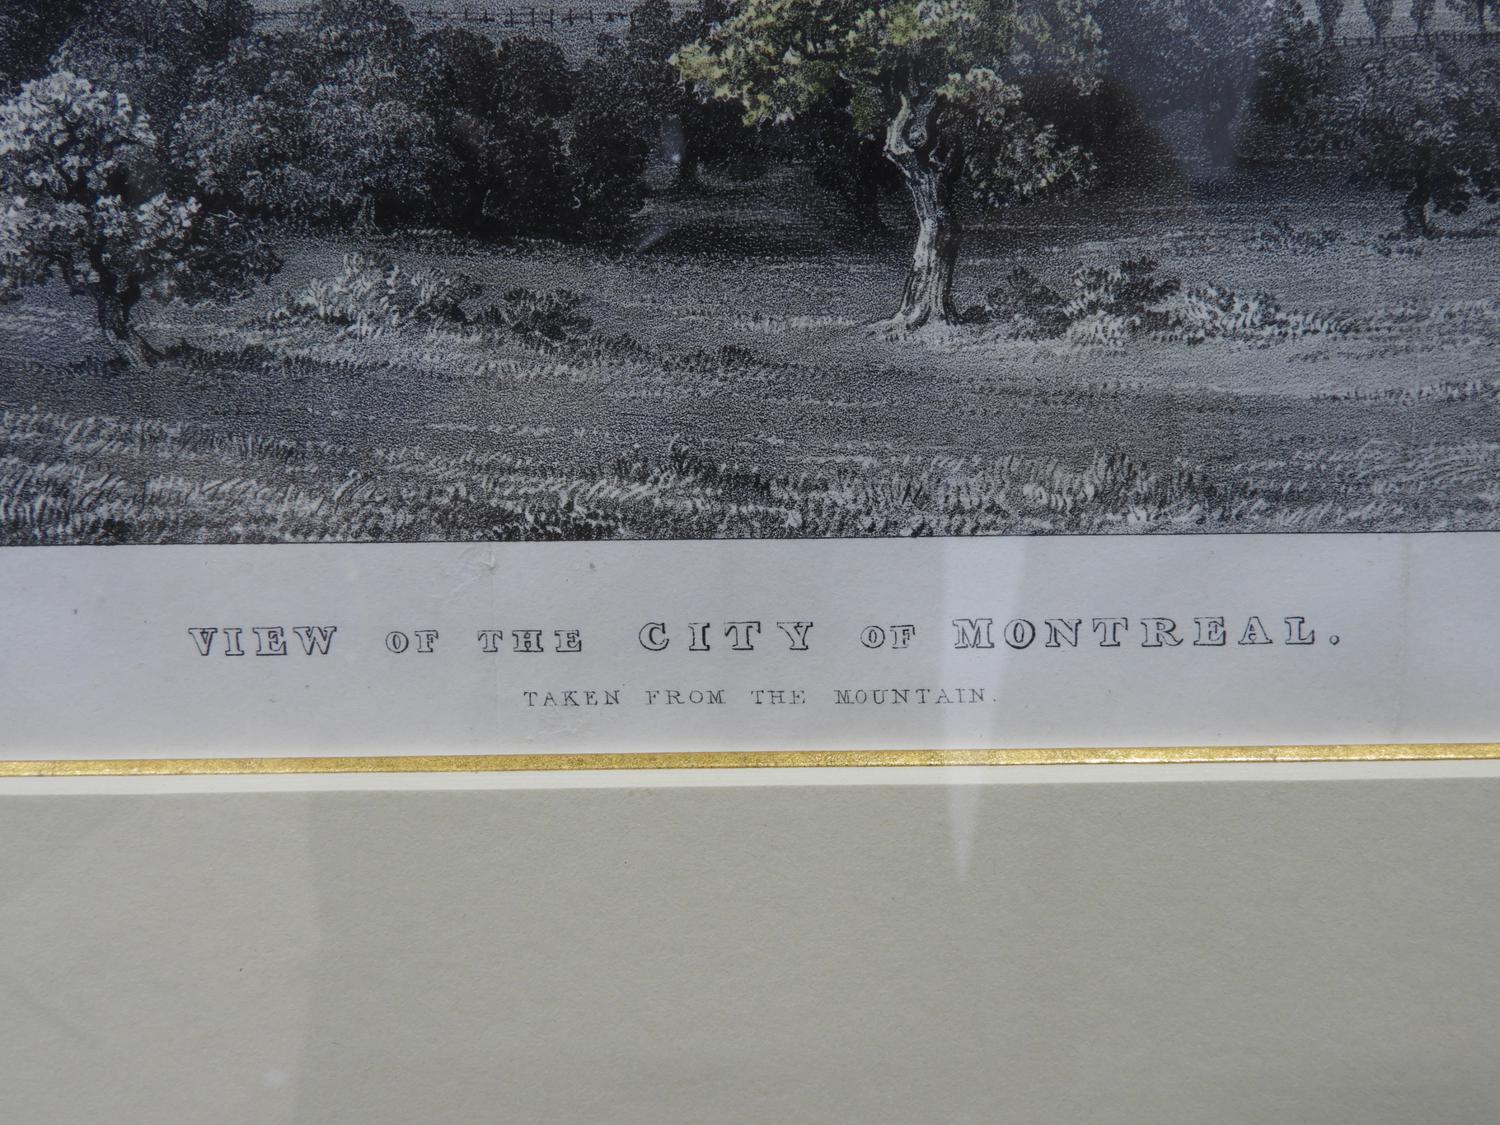 VIEW OF THE CITY OF MONTREAL.
TAKEN FROM THE MOUNTAIN.